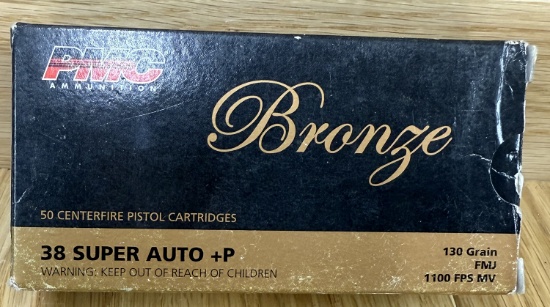 PMC
AMMUNITION
Bronze
50 CENTERFIRE PISTOL CARTRIDGES
38 SUPER AUTO +P
WARNING: KEEP OUT OF REACH OF CHILDREN
130 Grain
FMJ
1100 FPS MV